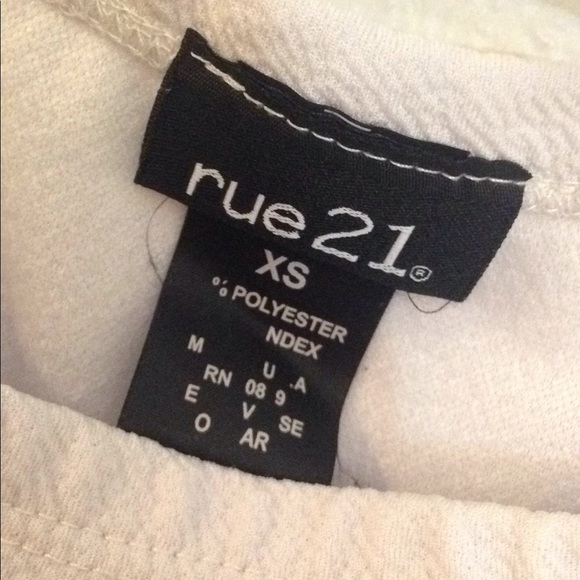 rue21®
XS
% POLYESTER
NDEX
M U .A
RN 08 9
E V SE
O AR